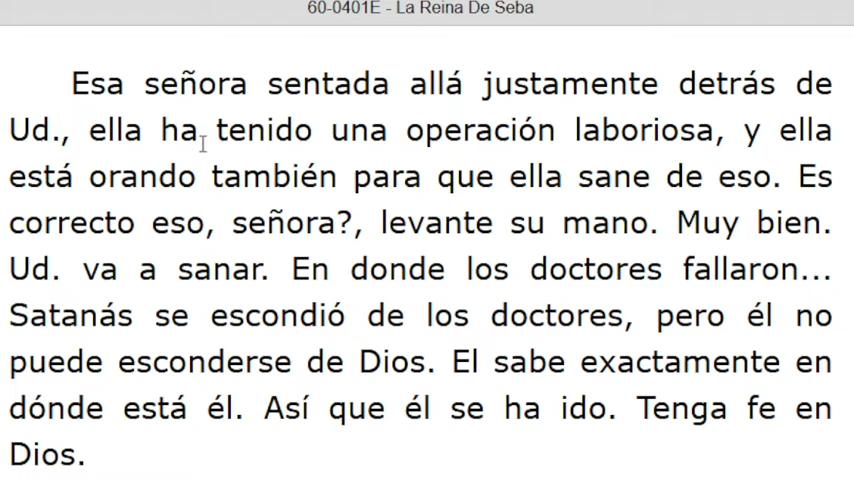 60-0401E - La Reina De Seba
Esa señora sentada allá justamente detrás de
Ud., ella ha tenido una operación laboriosa, y ella
está orando también para que ella sane de eso. Es
correcto eso, señora?, levante su mano. Muy bien.
Ud. va a sanar. En donde los doctores fallaron...
Satanás se escondió de los doctores, pero él no
puede esconderse de Dios. El sabe exactamente en
dónde está él. Así que él se ha ido. Tenga fe en
Dios.